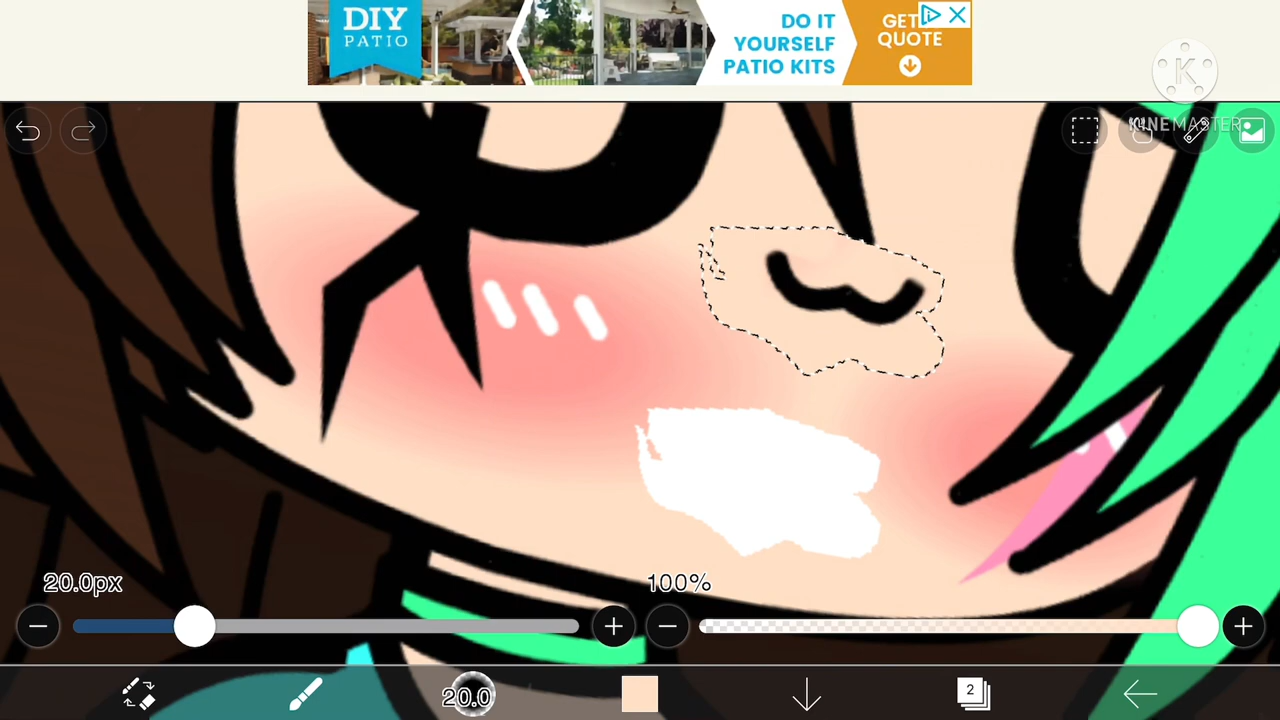 DIY
PATIO
DO IT
YOURSELF
PATIO KITS
GET
QUOTE
K
KINEMASTER
20.0px
100%
20.0
2